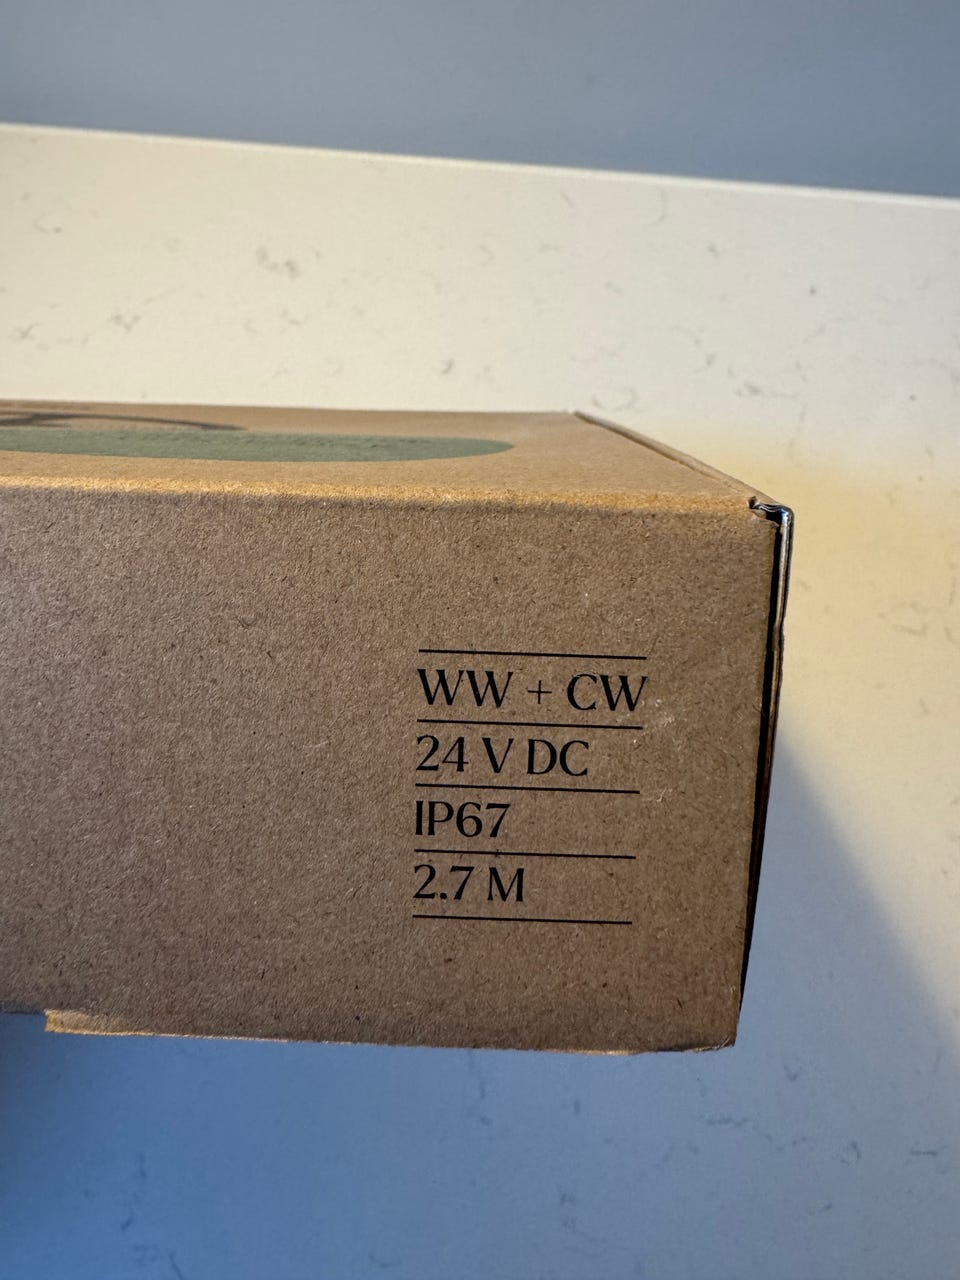 WW + CW
24 V DC
IP67
2.7 M